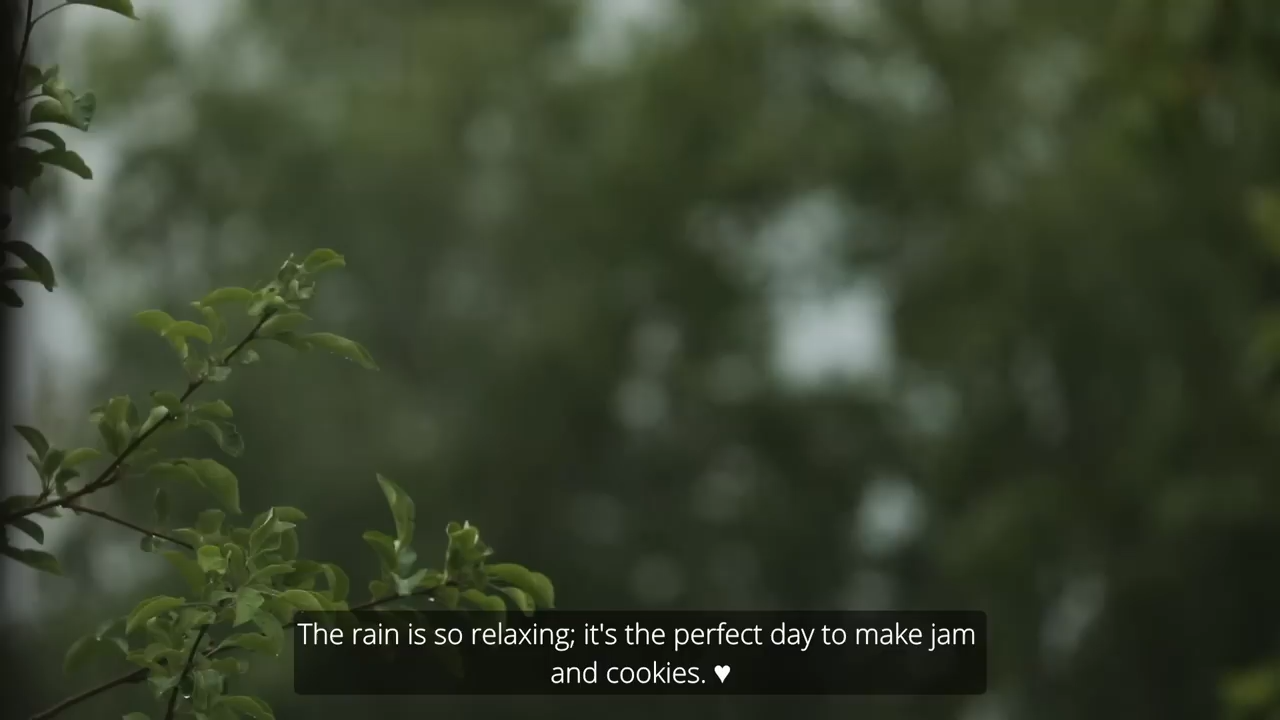 The rain is so relaxing; it's the perfect day to make jam
and cookies. ♥